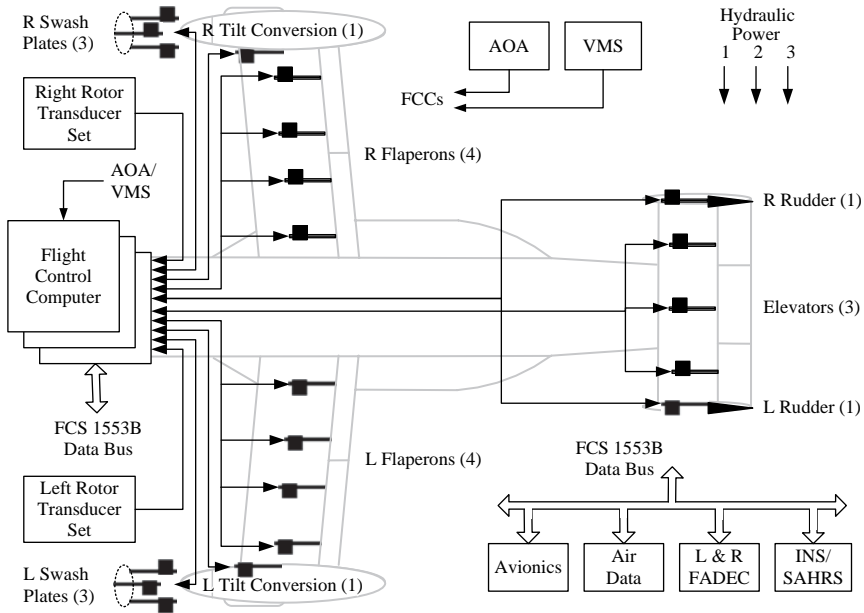 R Swash
Plates (3)
R Tilt Conversion (1)
AOA
VMS
FCCs
Hydraulic
Power
1 2 3
Right Rotor
Transducer
Set
R Flaperons (4)
AOA/
VMS
R Rudder (1)
Flight
Control
Computer
Elevators (3)
FCS 1553B
Data Bus
L Rudder (1)
L Flaperons (4)
FCS 1553B
Data Bus
Left Rotor
Transducer
Set
Avionics
Air
Data
L & R
FADEC
INS/
SAHRS
L Swash
Plates (3)
L Tilt Conversion (1)